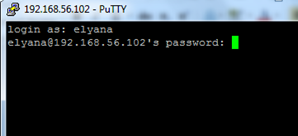 192.168.56.102 - PuTTY
login as: elyana
elyana@192.168.56.102's password: